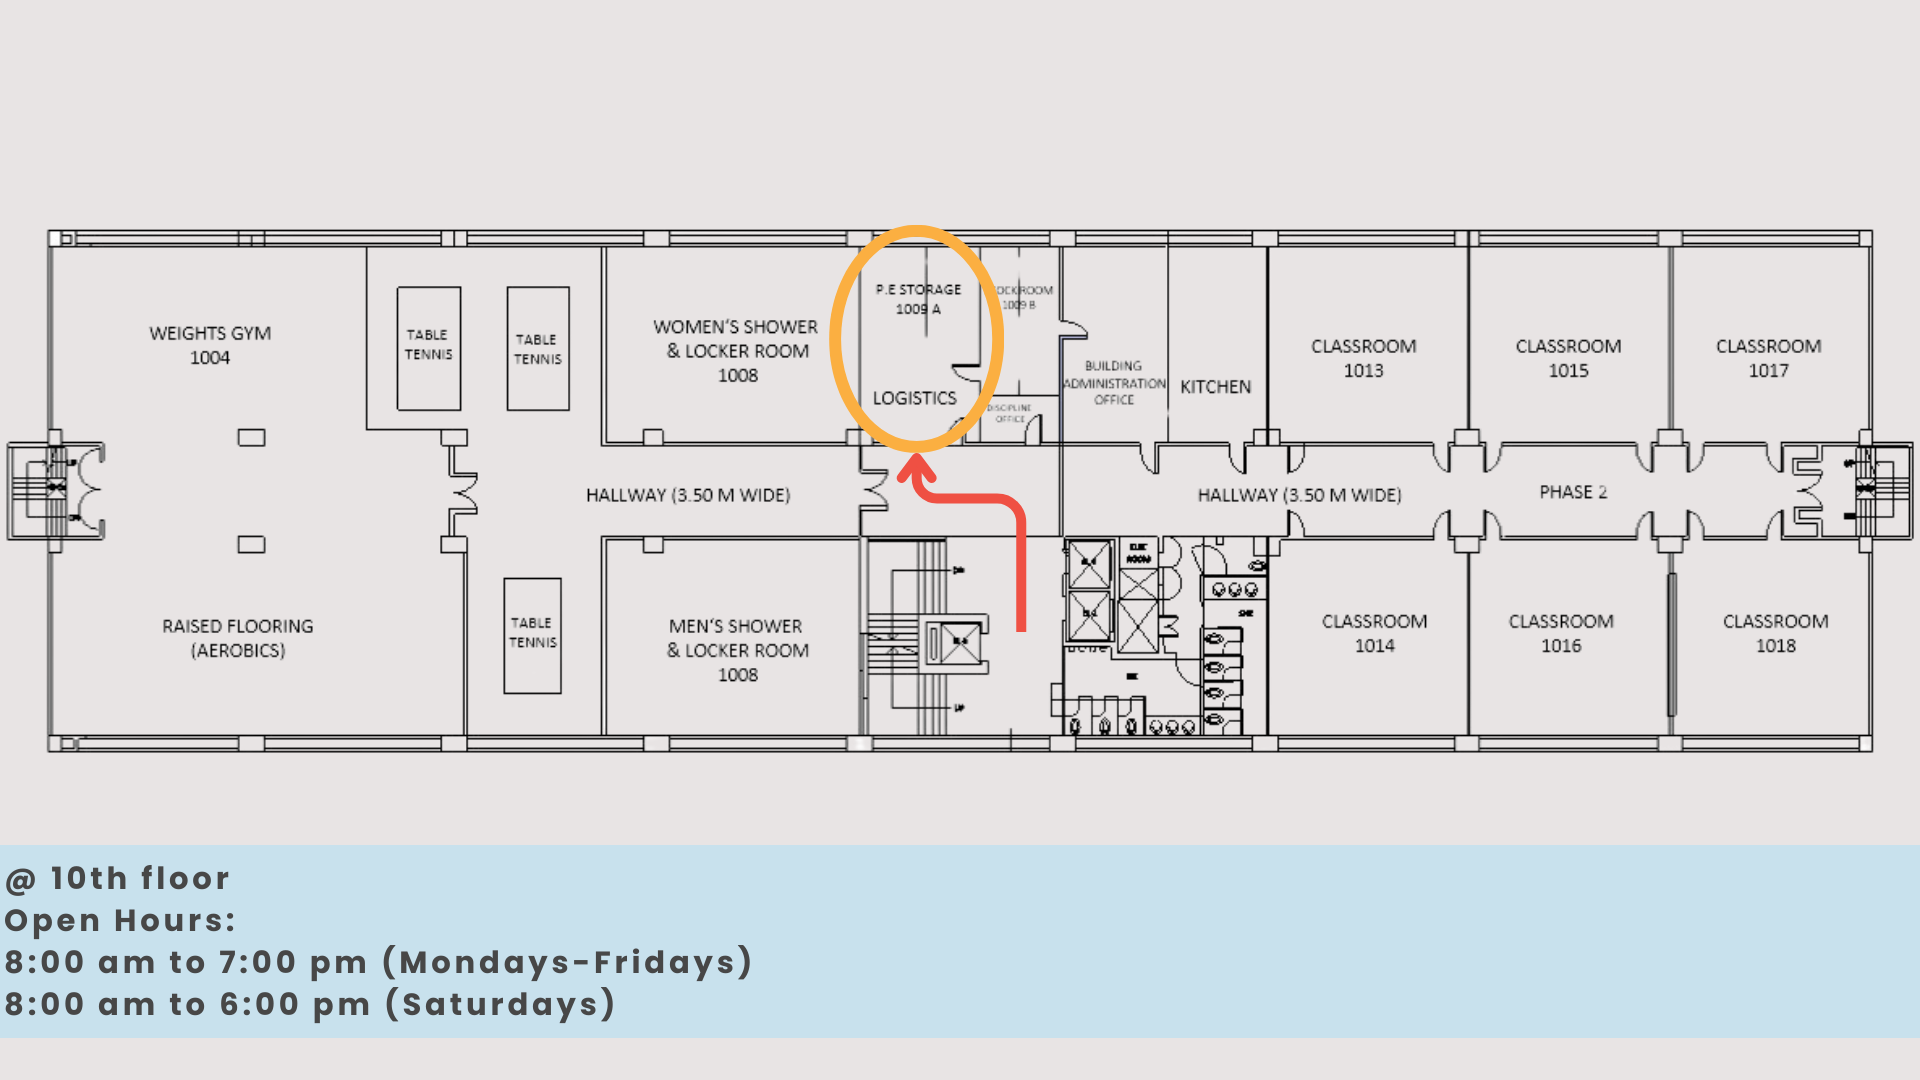 WEIGHTS GYM
1004
TABLE
TENNIS
TABLE
TENNIS
WOMEN'S SHOWER
& LOCKER ROOM
1008
P.E STORAGE
1009 A
LOGISTICS
1009 B
DISCIPLINE
OFFICE
BUILDING
ADMINISTRATION
OFFICE
KITCHEN
CLASSROOM
1013
CLASSROOM
1015
CLASSROOM
1017
HALLWAY (3.50 M WIDE)
HALLWAY (3.50 M WIDE)
PHASE 2
RAISED FLOORING
(AEROBICS)
TABLE
TENNIS
MEN'S SHOWER
& LOCKER ROOM
1008
ROOM
CLASSROOM
1014
CLASSROOM
1016
CLASSROOM
1018
@ 10th floor
Open Hours:
8:00 am to 7:00 pm (Mondays-Fridays)
8:00 am to 6:00 pm (Saturdays)